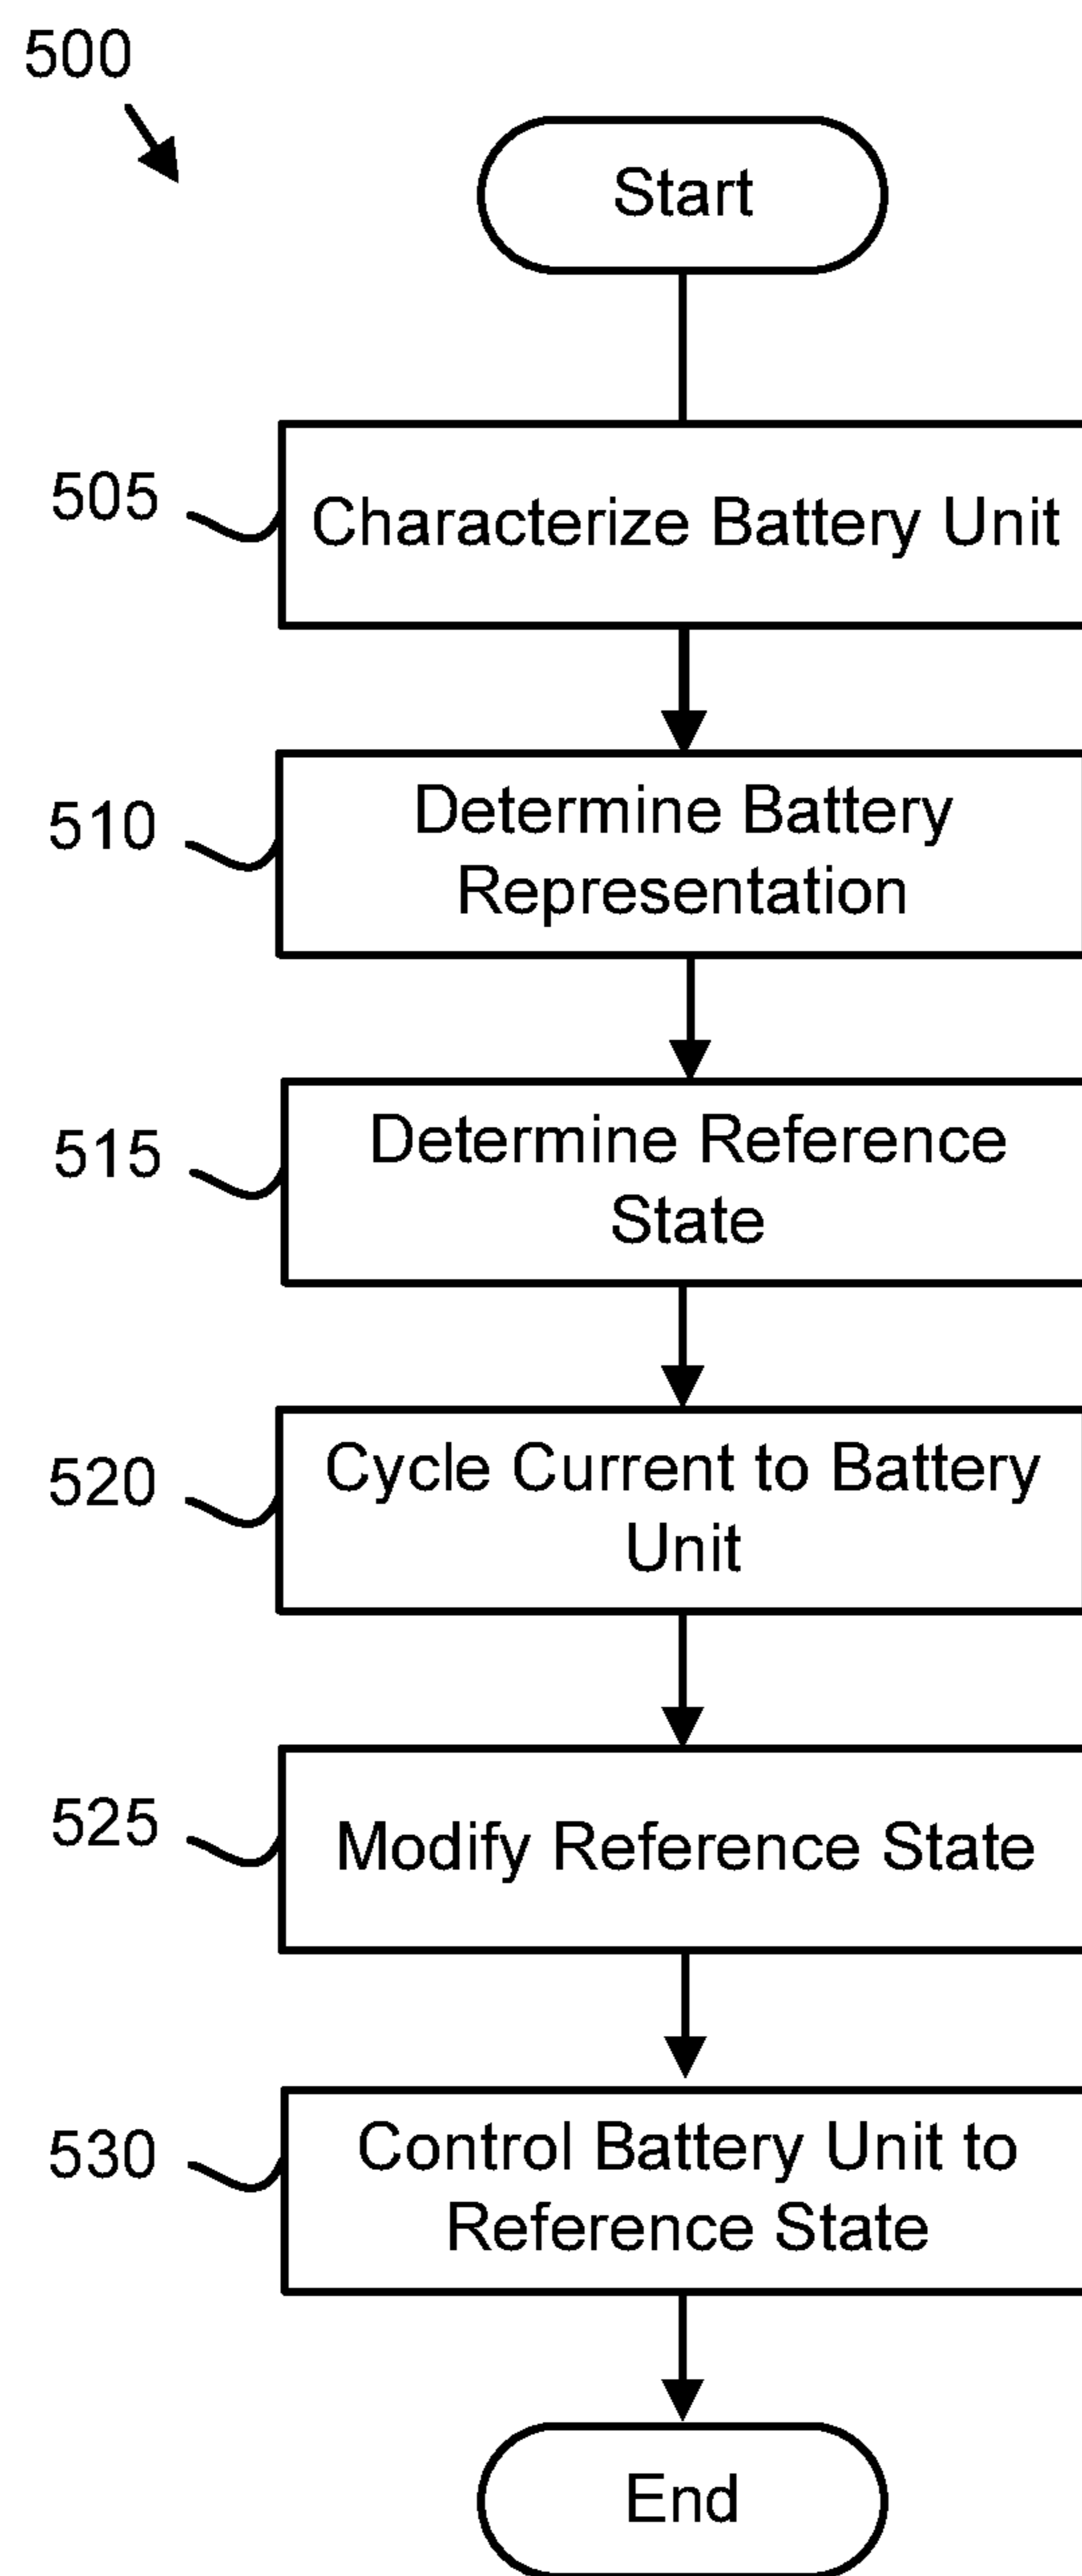 500
Start
505
Characterize Battery Unit
510
Determine Battery
Representation
515
Determine Reference
State
520
Cycle Current to Battery
Unit
525
Modify Reference State
530
Control Battery Unit to
Reference State
End